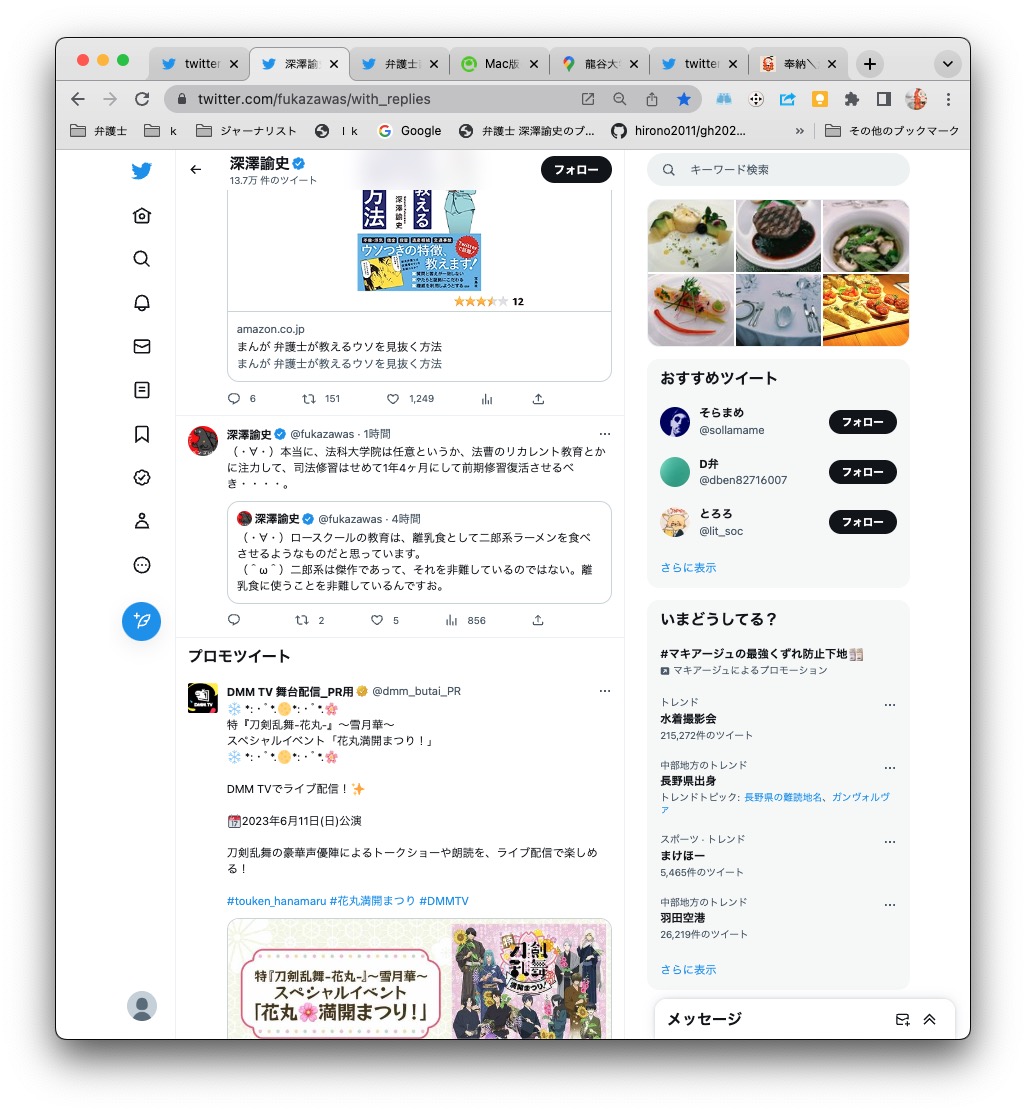 twitter
深澤諭
弁護士
Mac版
龍谷大
twitter
奉納＼
twitter.com/fukazawas/with_replies
弁護士
k
ジャーナリスト
l k
Google
弁護士 深澤諭史のプ...
hirono2011/gh202...
»
その他のブックマーク
深澤諭史
13.7万 件のツイート
フォロー
方法
深澤諭史
教える
不倫・浮気
ウソつきの特徴、
教えます!
12
amazon.co.jp
まんが 弁護士が教えるウソを見抜く方法
まんが 弁護士が教えるウソを見抜く方法
6
151
1,249
深澤諭史 @fukazawas · 1時間
（・∀・）本当に、法科大学院は任意というか、法曹のリカレント教育とか
に注力して、司法修習はせめて1年4ヶ月にして前期修習復活させるべ
き・・・・。
深澤諭史 @fukazawas · 4時間
（・∀・）ロースクールの教育は、離乳食として二郎系ラーメンを食べ
させるようなものだと思っています。
（＾ω＾）二郎系は傑作であって、それを非難しているのではない。離
乳食に使うことを非難しているんですお。
2
5
856
プロモツイート
DMM TV 舞台配信_PR用 @dmm_butai_PR
❄️ *:・ﾟ*.🌼*:・ﾟ*.🌸
特『刀剣乱舞-花丸-』〜雪月華〜
スペシャルイベント「花丸満開まつり！」
❄️ *:・ﾟ*.🌼*:・ﾟ*.🌸
DMM TVでライブ配信！✨
📅2023年6月11日(日)公演
刀剣乱舞の豪華声優陣によるトークショーや朗読を、ライブ配信で楽しめ
る！
#touken_hanamaru #花丸満開まつり #DMMTV
特『刀剣乱舞-花丸-』〜雪月華〜
スペシャルイベント
「花丸🌸満開まつり!」
特
刀剣乱舞
満開まつり!
キーワード検索
おすすめツイート
そらまめ
@sollamame
フォロー
D弁
@dben82716007
フォロー
とろろ
@lit_soc
フォロー
さらに表示
いまどうしてる？
#マキアージュの最強くずれ防止下地
マキアージュによるプロモーション
トレンド
水着撮影会
215,272件のツイート
中部地方のトレンド
長野県出身
トレンドトピック: 長野県の難読地名、ガンヴォルヴ
ァ
スポーツ · トレンド
まけほー
5,465件のツイート
中部地方のトレンド
羽田空港
26,219件のツイート
さらに表示
メッセージ